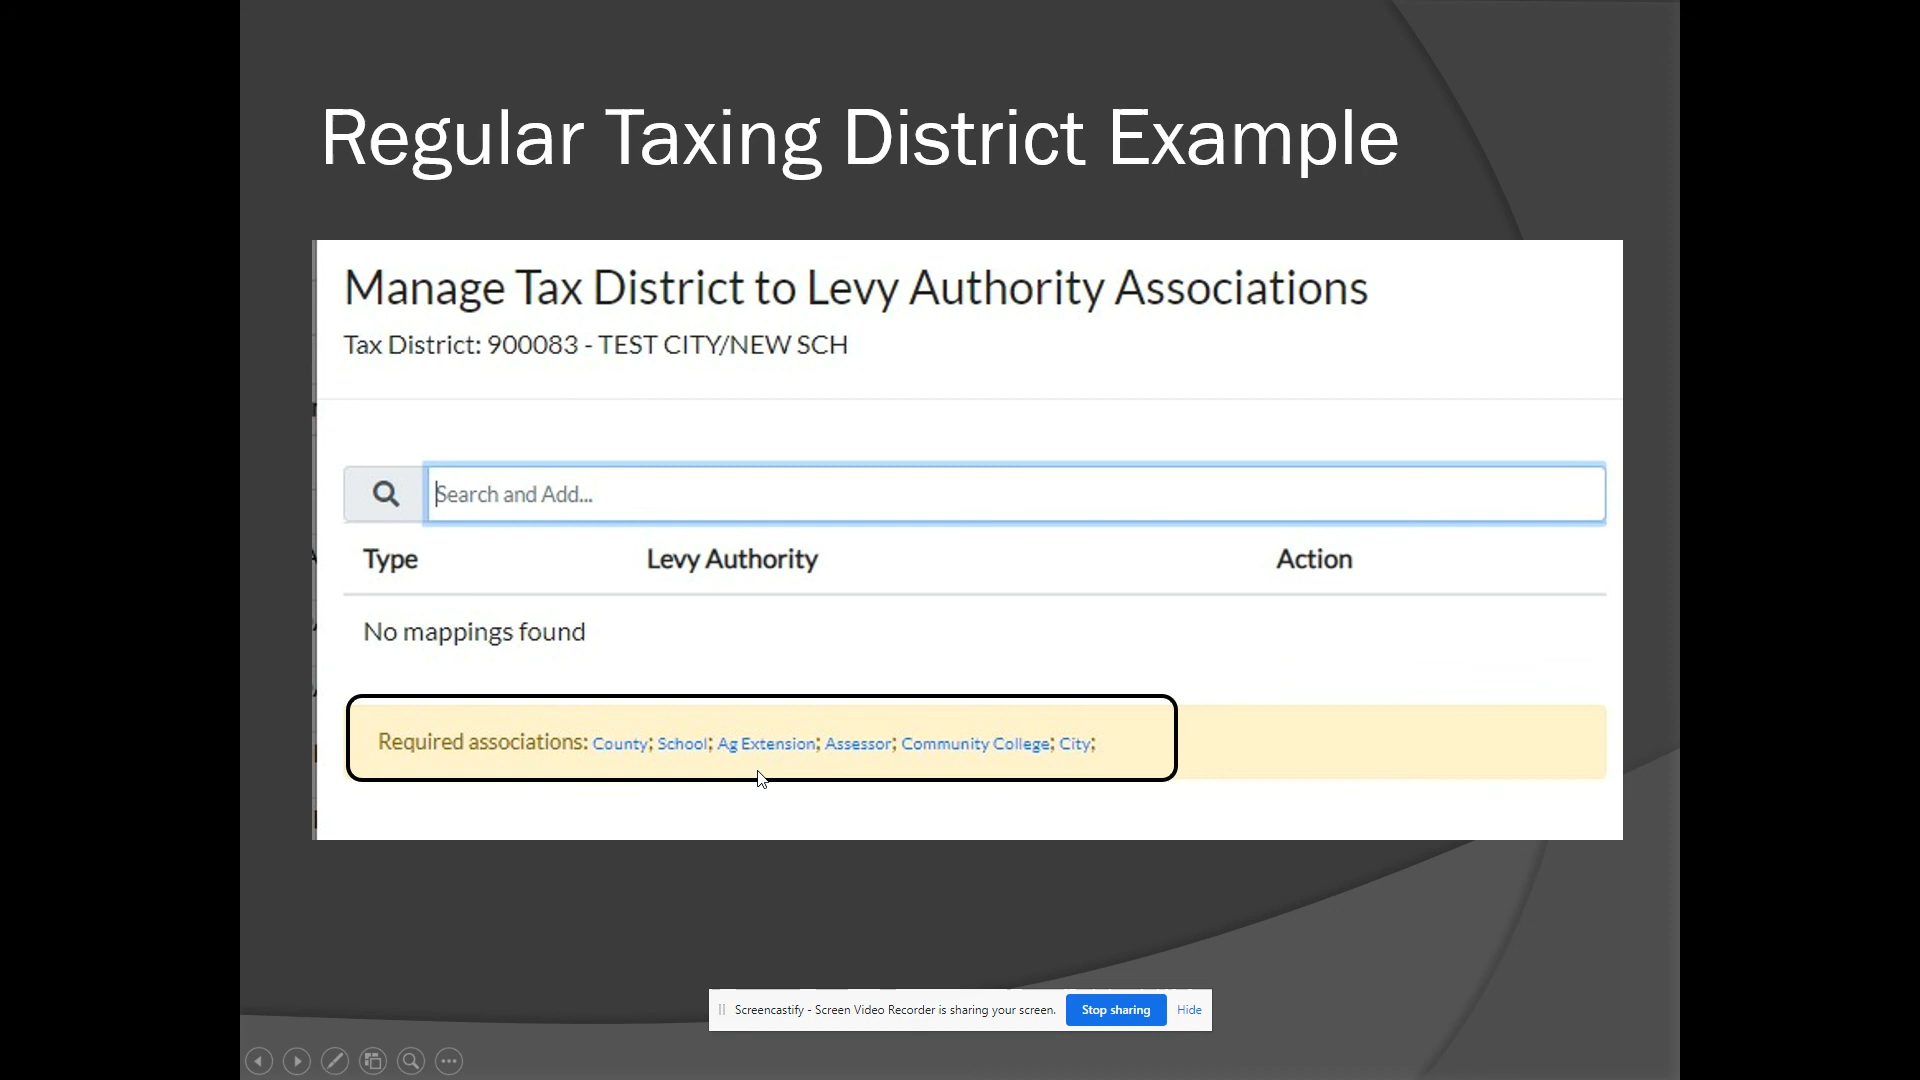 Regular Taxing District Example
Manage Tax District to Levy Authority Associations
Tax District: 900083 - TEST CITY/NEW SCH
Search and Add...
Type Levy Authority Action
No mappings found
Required associations: County; School; Ag Extension; Assessor; Community College; City;
Screencastify - Screen Video Recorder is sharing your screen. Stop sharing Hide